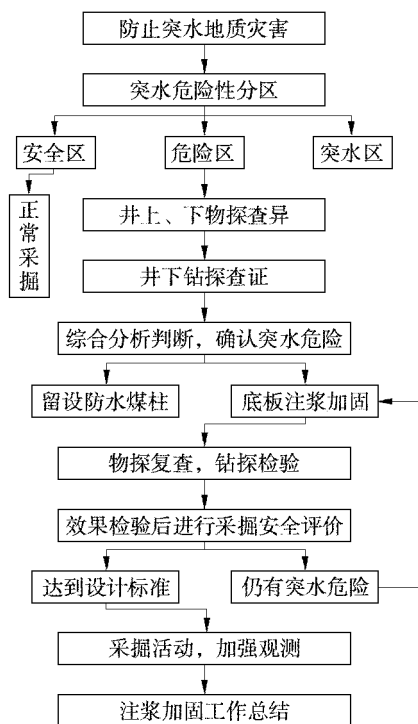 防止突水地质灾害
突水危险性分区
安全区
危险区
突水区
正常采掘
井上、下物探查异
井下钻探查证
综合分析判断，确认突水危险
留设防水煤柱
底板注浆加固
物探复查，钻探检验
效果检验后进行采掘安全评价
达到设计标准
仍有突水危险
采掘活动，加强观测
注浆加固工作总结